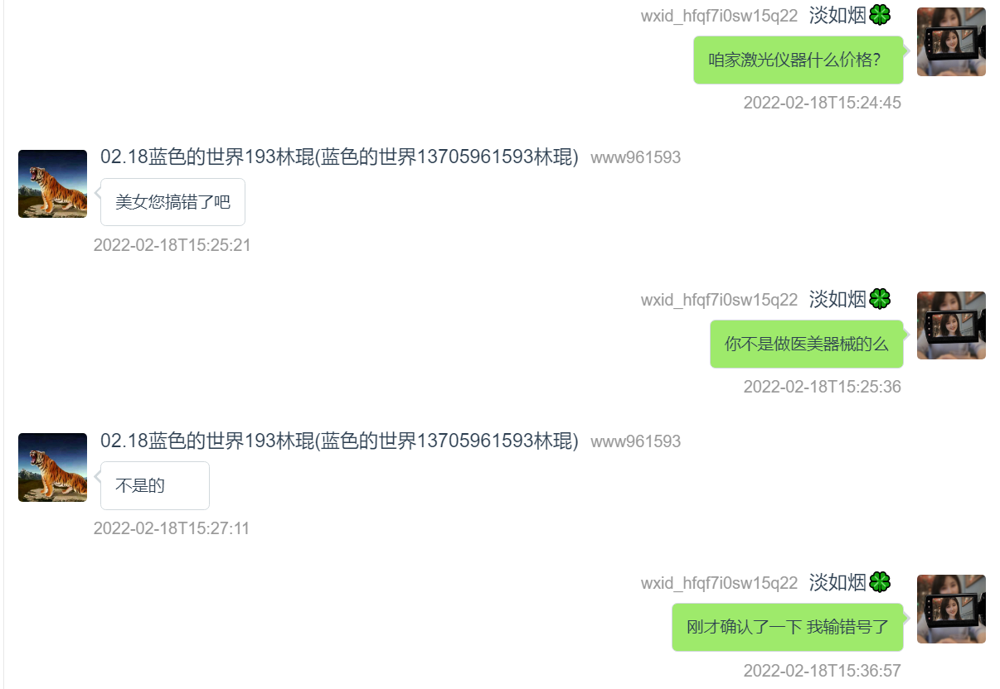 wxid_hfqf7i0sw15q22 淡如烟🍀
咱家激光仪器什么价格？
2022-02-18T15:24:45
02.18蓝色的世界193林琨(蓝色的世界13705961593林琨) www961593
美女您搞错了吧
2022-02-18T15:25:21
wxid_hfqf7i0sw15q22 淡如烟🍀
你不是做医美器械的么
2022-02-18T15:25:36
02.18蓝色的世界193林琨(蓝色的世界13705961593林琨) www961593
不是的
2022-02-18T15:27:11
wxid_hfqf7i0sw15q22 淡如烟🍀
刚才确认了一下 我输错号了
2022-02-18T15:36:57